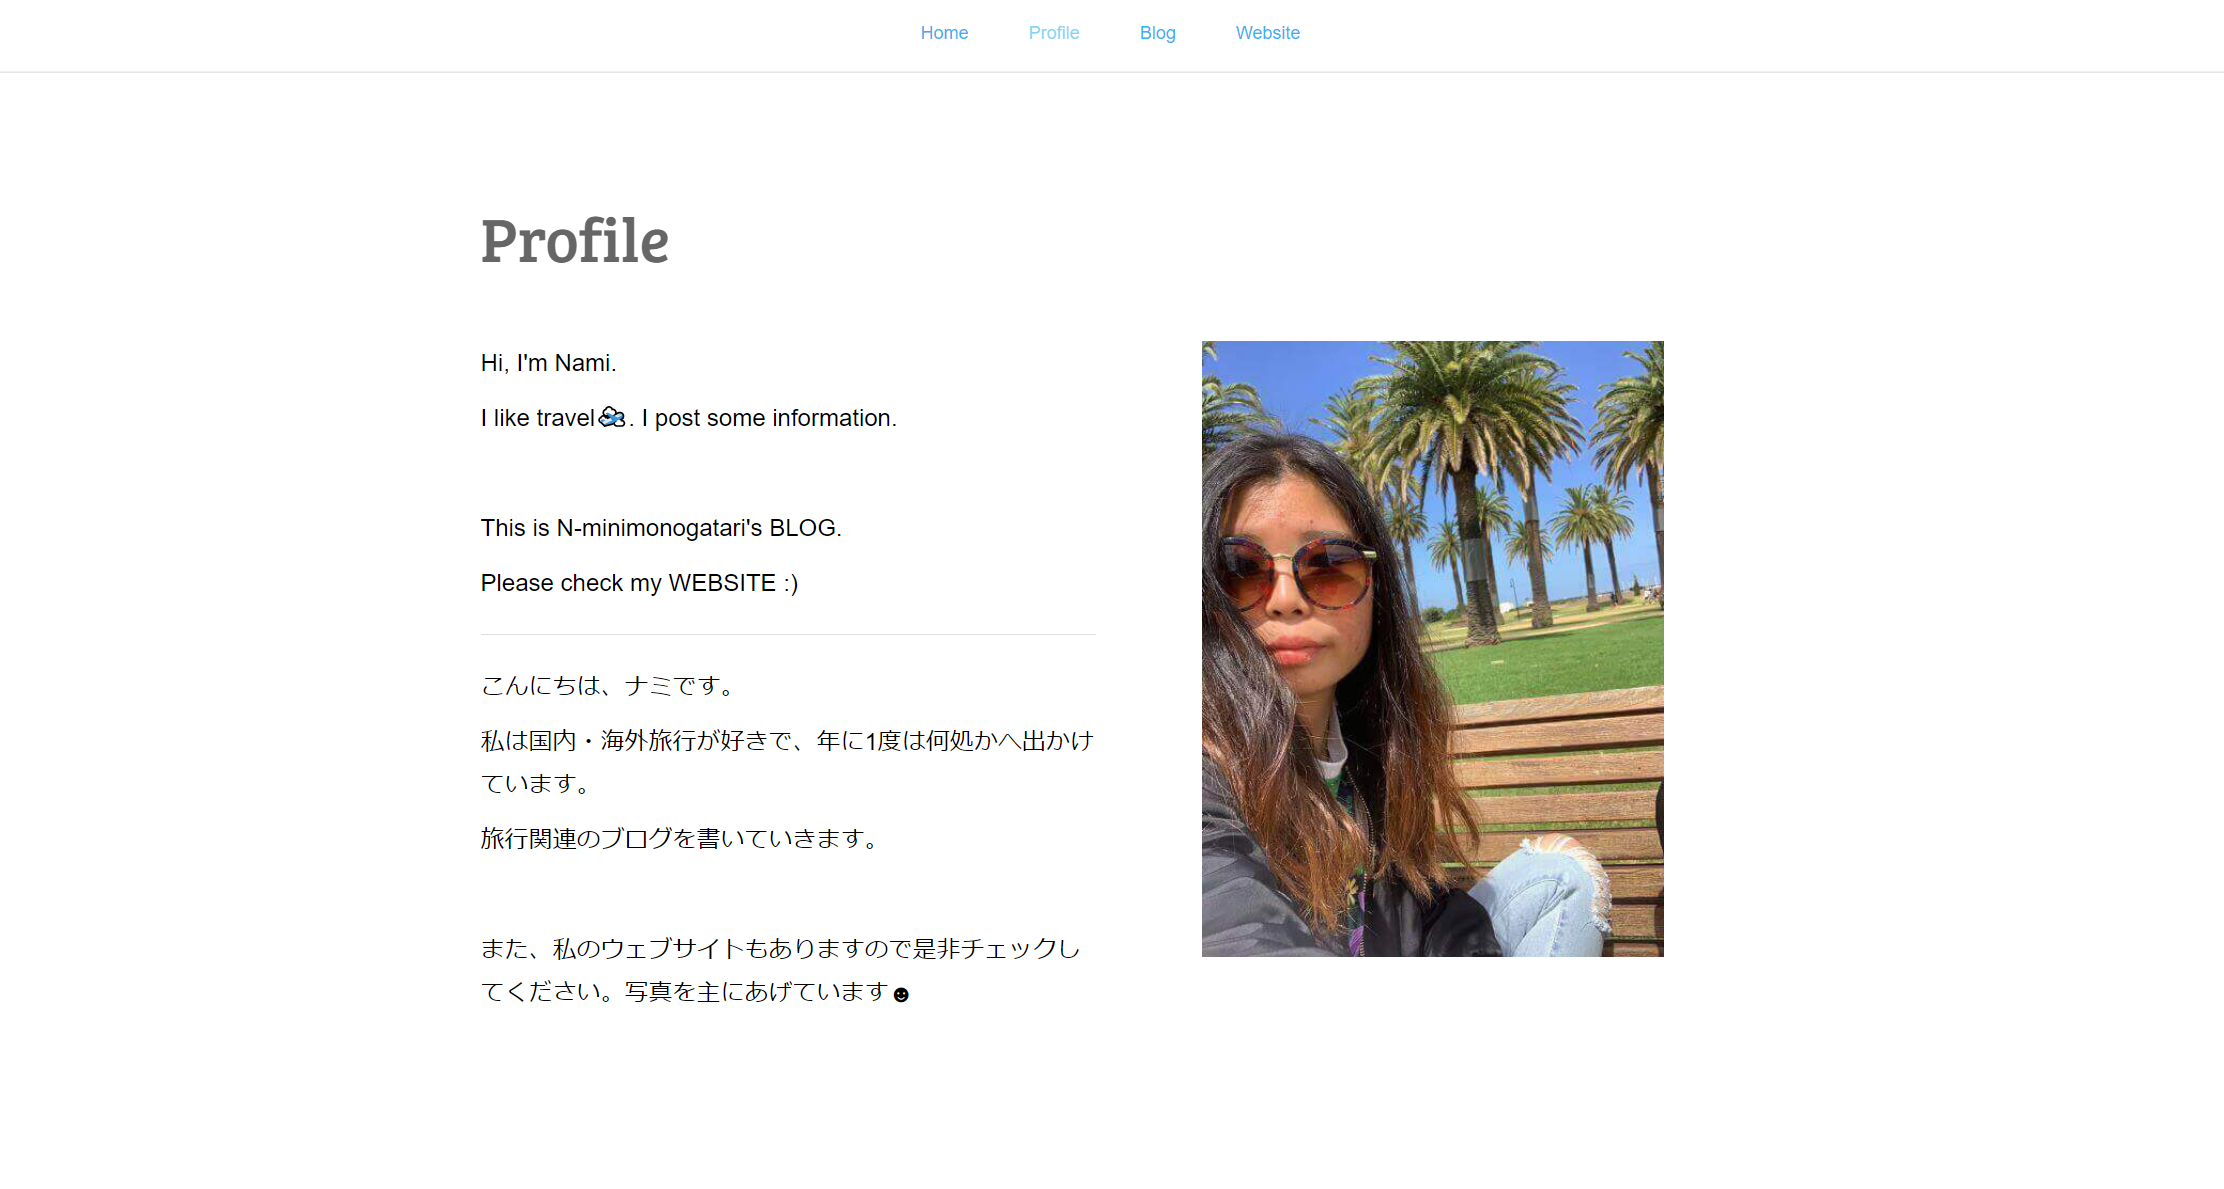 Home Profile Blog Website
Profile
Hi, I'm Nami.
I like travel. I post some information.
This is N-minimonogatari's BLOG.
Please check my WEBSITE :)
こんにちは、ナミです。
私は国内・海外旅行が好きで、年に1度は何処かへ出かけ
ています。
旅行関連のブログを書いていきます。
また、私のウェブサイトもありますので是非チェックし
てください。写真を主にあげています☻